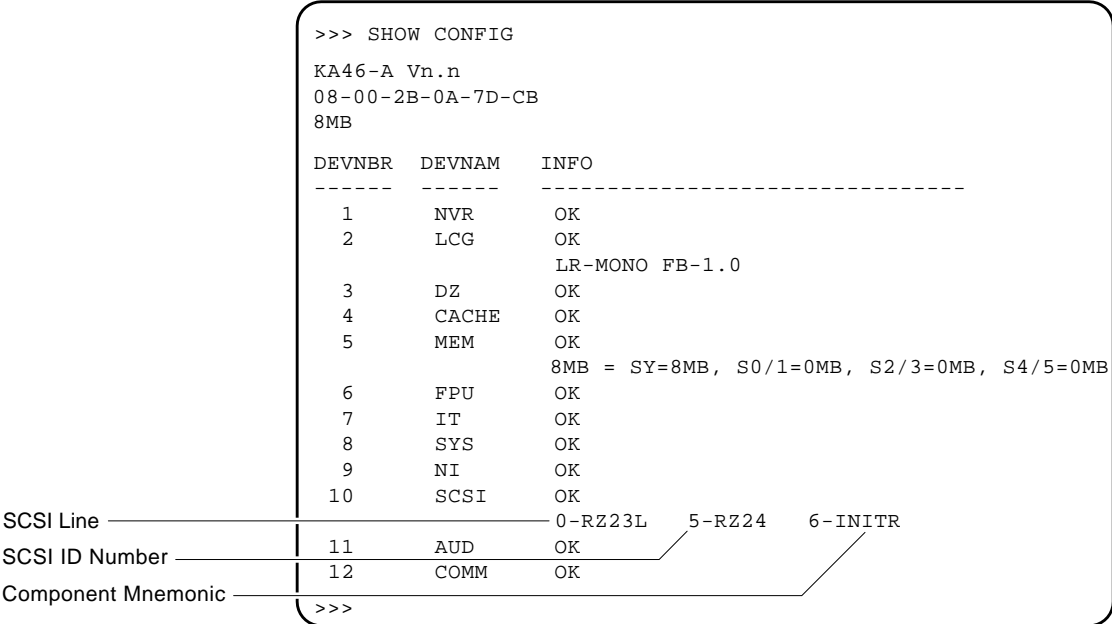 >>> SHOW CONFIG
KA46-A Vn.n
08-00-2B-0A-7D-CB
8MB
DEVNBR DEVNAM INFO
------ ------ --------------------------------
1 NVR OK
2 LCG OK
LR-MONO FB-1.0
3 DZ OK
4 CACHE OK
5 MEM OK
8MB = SY=8MB, S0/1=0MB, S2/3=0MB, S4/5=0MB
6 FPU OK
7 IT OK
8 SYS OK
9 NI OK
10 SCSI OK
SCSI Line 0-RZ23L 5-RZ24 6-INITR
11 AUD OK
SCSI ID Number
12 COMM OK
Component Mnemonic
>>>